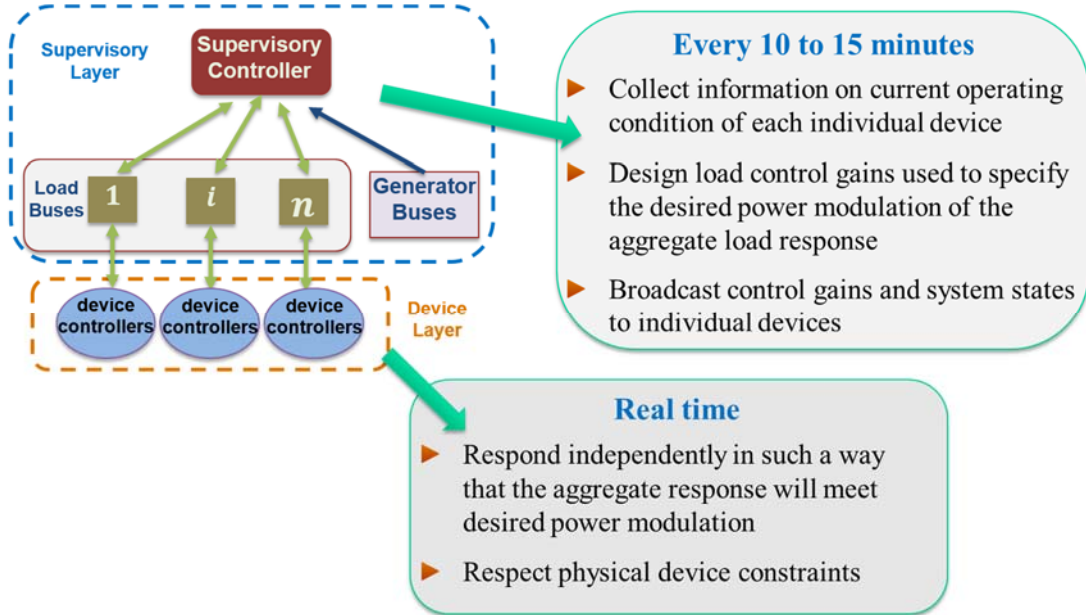 Supervisory
Layer
Supervisory
Controller
Load
Buses
1
i
n
Generator
Buses
device
controllers
device
controllers
device
controllers
Device
Layer
Every 10 to 15 minutes
Collect information on current operating
condition of each individual device
Design load control gains used to specify
the desired power modulation of the
aggregate load response
Broadcast control gains and system states
to individual devices
Real time
Respond independently in such a way
that the aggregate response will meet
desired power modulation
Respect physical device constraints